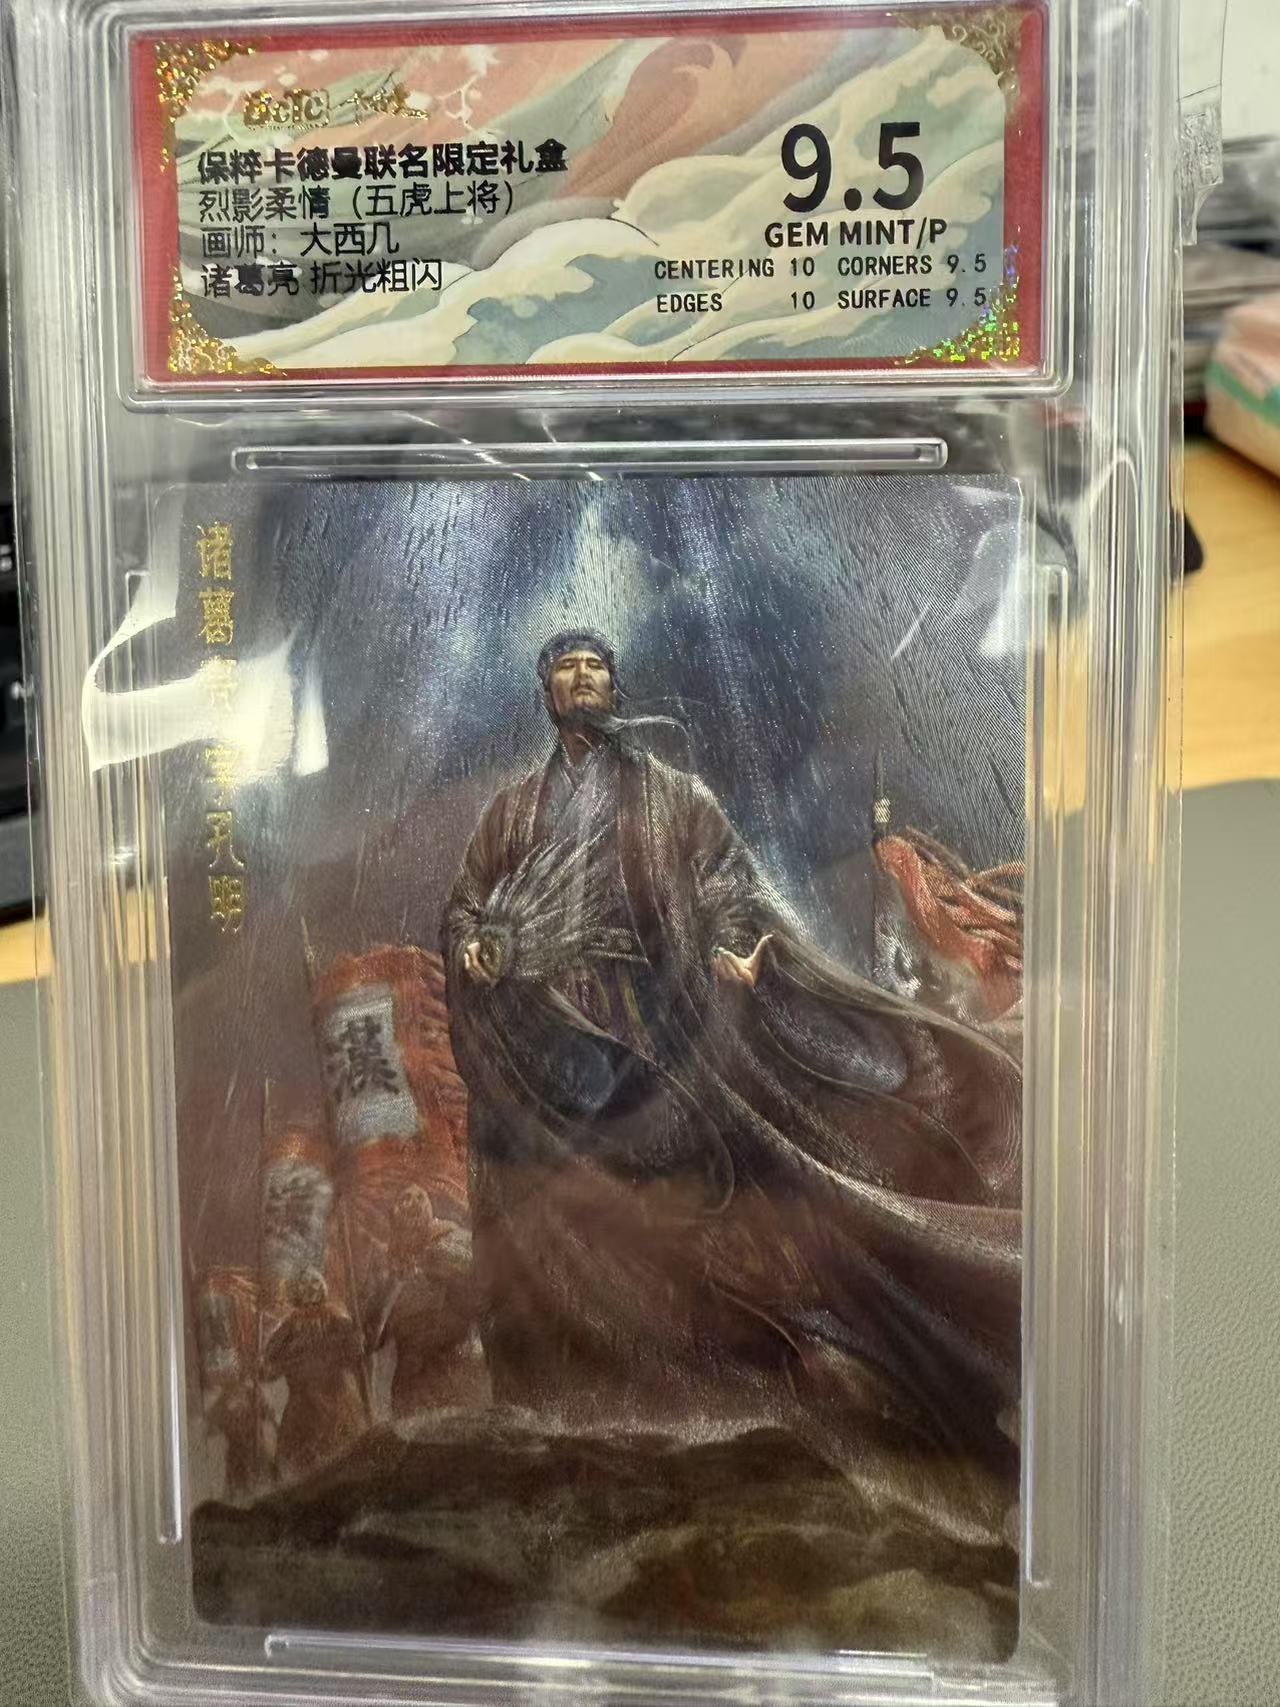 保粹卡德曼联名限定礼盒
烈影柔情（五虎上将）
画师：大西几
诸葛亮 折光粗闪
9.5
GEM MINT/P
CENTERING 10 CORNERS 9.5
EDGES 10 SURFACE 9.5
诸葛亮字孔明
漢